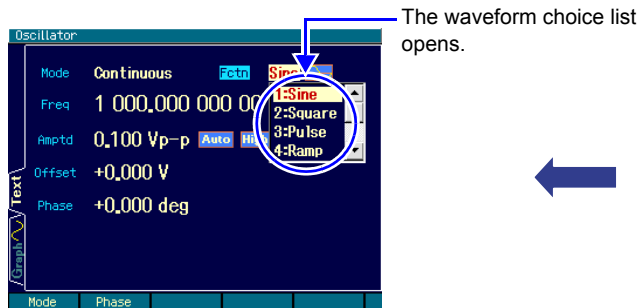 The waveform choice list
opens.
Oscillator
Mode Continuous Fctn Sine
1:Sine
Freq 1 000.000 000 00
2:Square
3:Pulse
Amptd 0.100 Vp-p Auto High
4:Ramp
Offset +0.000 V
Text
Phase +0.000 deg
Graph
Mode Phase